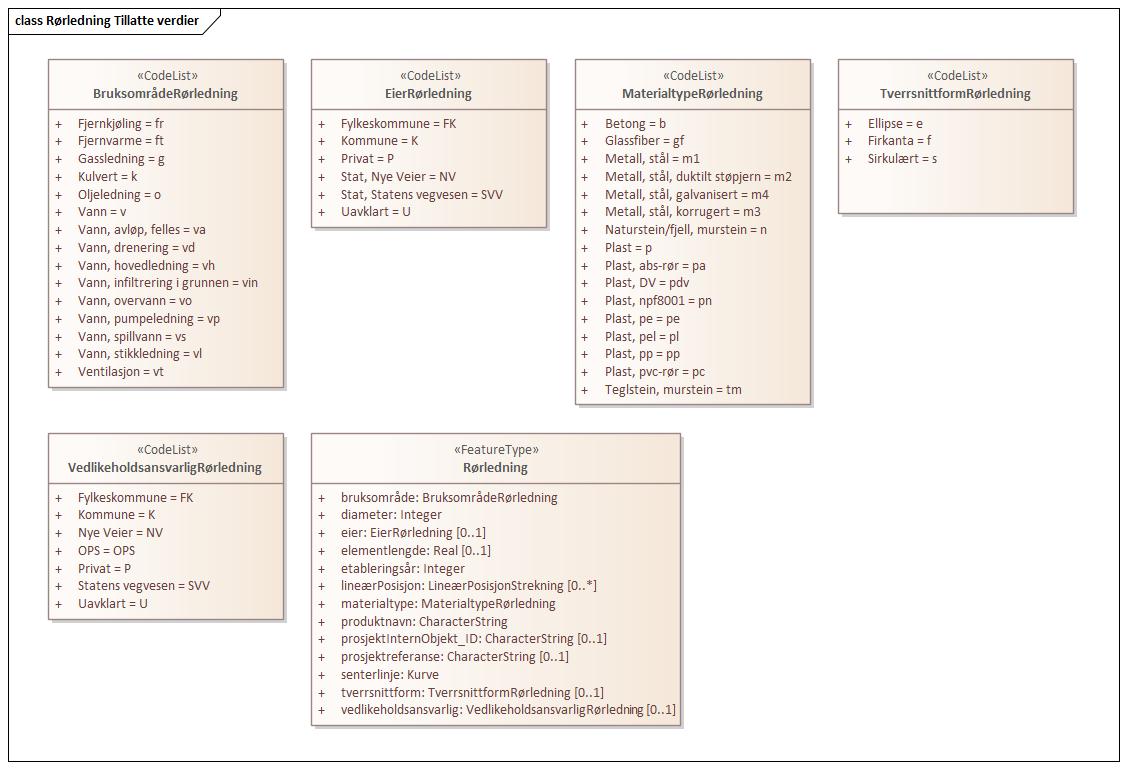 class Rørledning Tillatte verdier
«CodeList»
BruksområdeRørledning
+ Fjernkjøling = fr
+ Fjernvarme = ft
+ Gassledning = g
+ Kulvert = k
+ Oljeledning = o
+ Vann = v
+ Vann, avløp, felles = va
+ Vann, drenering = vd
+ Vann, hovedledning = vh
+ Vann, infiltrering i grunnen = vin
+ Vann, overvann = vo
+ Vann, pumpeledning = vp
+ Vann, spillvann = vs
+ Vann, stikkledning = vl
+ Ventilasjon = vt
«CodeList»
EierRørledning
+ Fylkeskommune = FK
+ Kommune = K
+ Privat = P
+ Stat, Nye Veier = NV
+ Stat, Statens vegvesen = SVV
+ Uavklart = U
«CodeList»
MaterialtypeRørledning
+ Betong = b
+ Glassfiber = gf
+ Metall, stål = m1
+ Metall, stål, duktilt støpjern = m2
+ Metall, stål, galvanisert = m4
+ Metall, stål, korrugert = m3
+ Naturstein/fjell, murstein = n
+ Plast = p
+ Plast, abs-rør = pa
+ Plast, DV = pdv
+ Plast, npf8001 = pn
+ Plast, pe = pe
+ Plast, pel = pl
+ Plast, pp = pp
+ Plast, pvc-rør = pc
+ Teglstein, murstein = tm
«CodeList»
TverrsnittformRørledning
+ Ellipse = e
+ Firkanta = f
+ Sirkulært = s
«CodeList»
VedlikeholdsansvarligRørledning
+ Fylkeskommune = FK
+ Kommune = K
+ Nye Veier = NV
+ OPS = OPS
+ Privat = P
+ Statens vegvesen = SVV
+ Uavklart = U
«FeatureType»
Rørledning
+ bruksområde: BruksområdeRørledning
+ diameter: Integer
+ eier: EierRørledning [0..1]
+ elementlengde: Real [0..1]
+ etableringsår: Integer
+ lineærPosisjon: LineærPosisjonStrekning [0..*]
+ materialtype: MaterialtypeRørledning
+ produktnavn: CharacterString
+ prosjektInternObjekt_ID: CharacterString [0..1]
+ prosjektreferanse: CharacterString [0..1]
+ senterlinje: Kurve
+ tverrsnittform: TverrsnittformRørledning [0..1]
+ vedlikeholdsansvarlig: VedlikeholdsansvarligRørledning [0..1]